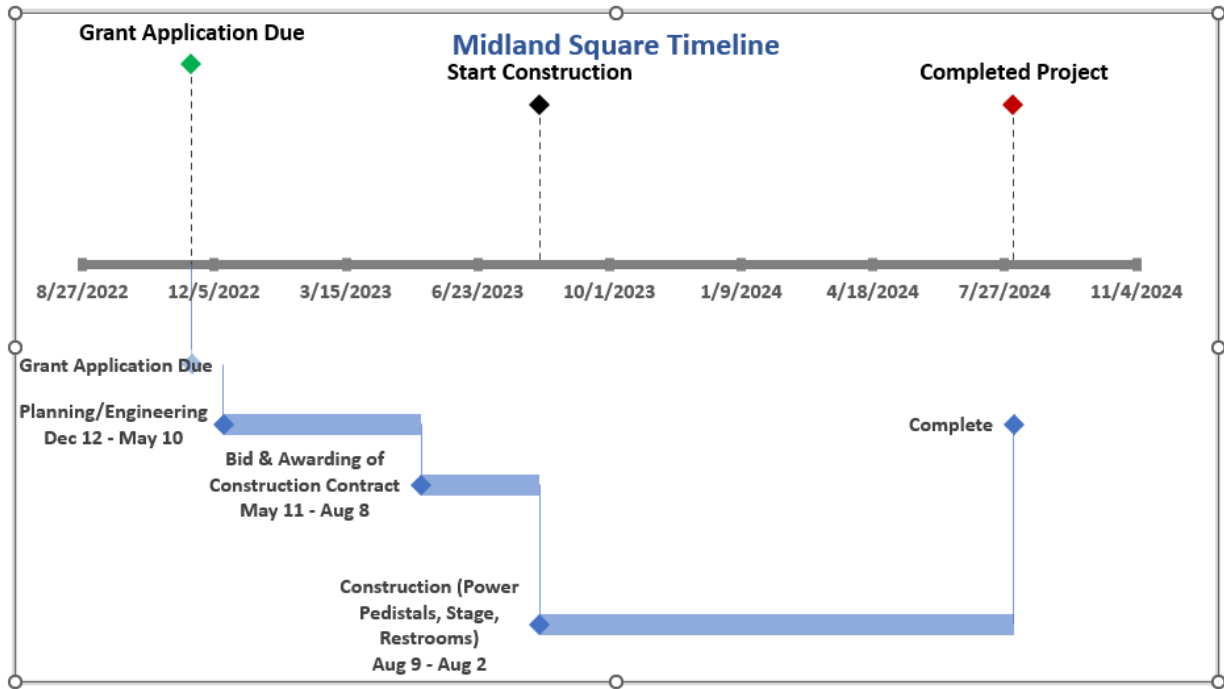 Grant Application Due
Midland Square Timeline
Start Construction
Completed Project
8/27/2022
12/5/2022
3/15/2023
6/23/2023
10/1/2023
1/9/2024
4/18/2024
7/27/2024
11/4/2024
Grant Application Due
Planning/Engineering
Dec 12 - May 10
Complete
Bid & Awarding of
Construction Contract
May 11 - Aug 8
Construction (Power
Pedistals, Stage,
Restrooms)
Aug 9 - Aug 2